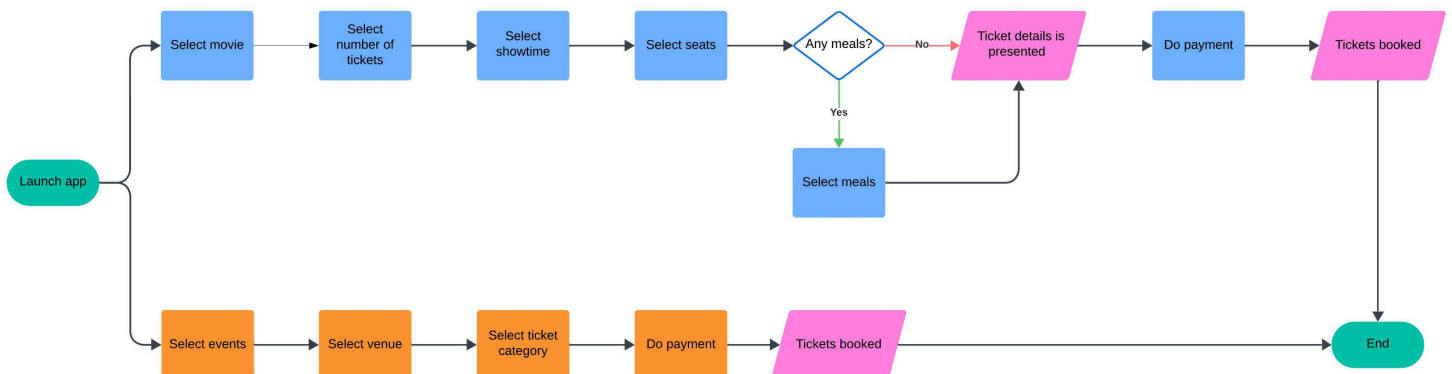 Select movie
Select
number of
tickets
Select
showtime
Select seats
Any meals?
No
Ticket details is
presented
Do payment
Tickets booked
Yes
Launch app
Select meals
Select events
Select venue
Select ticket
category
Do payment
Tickets booked
End